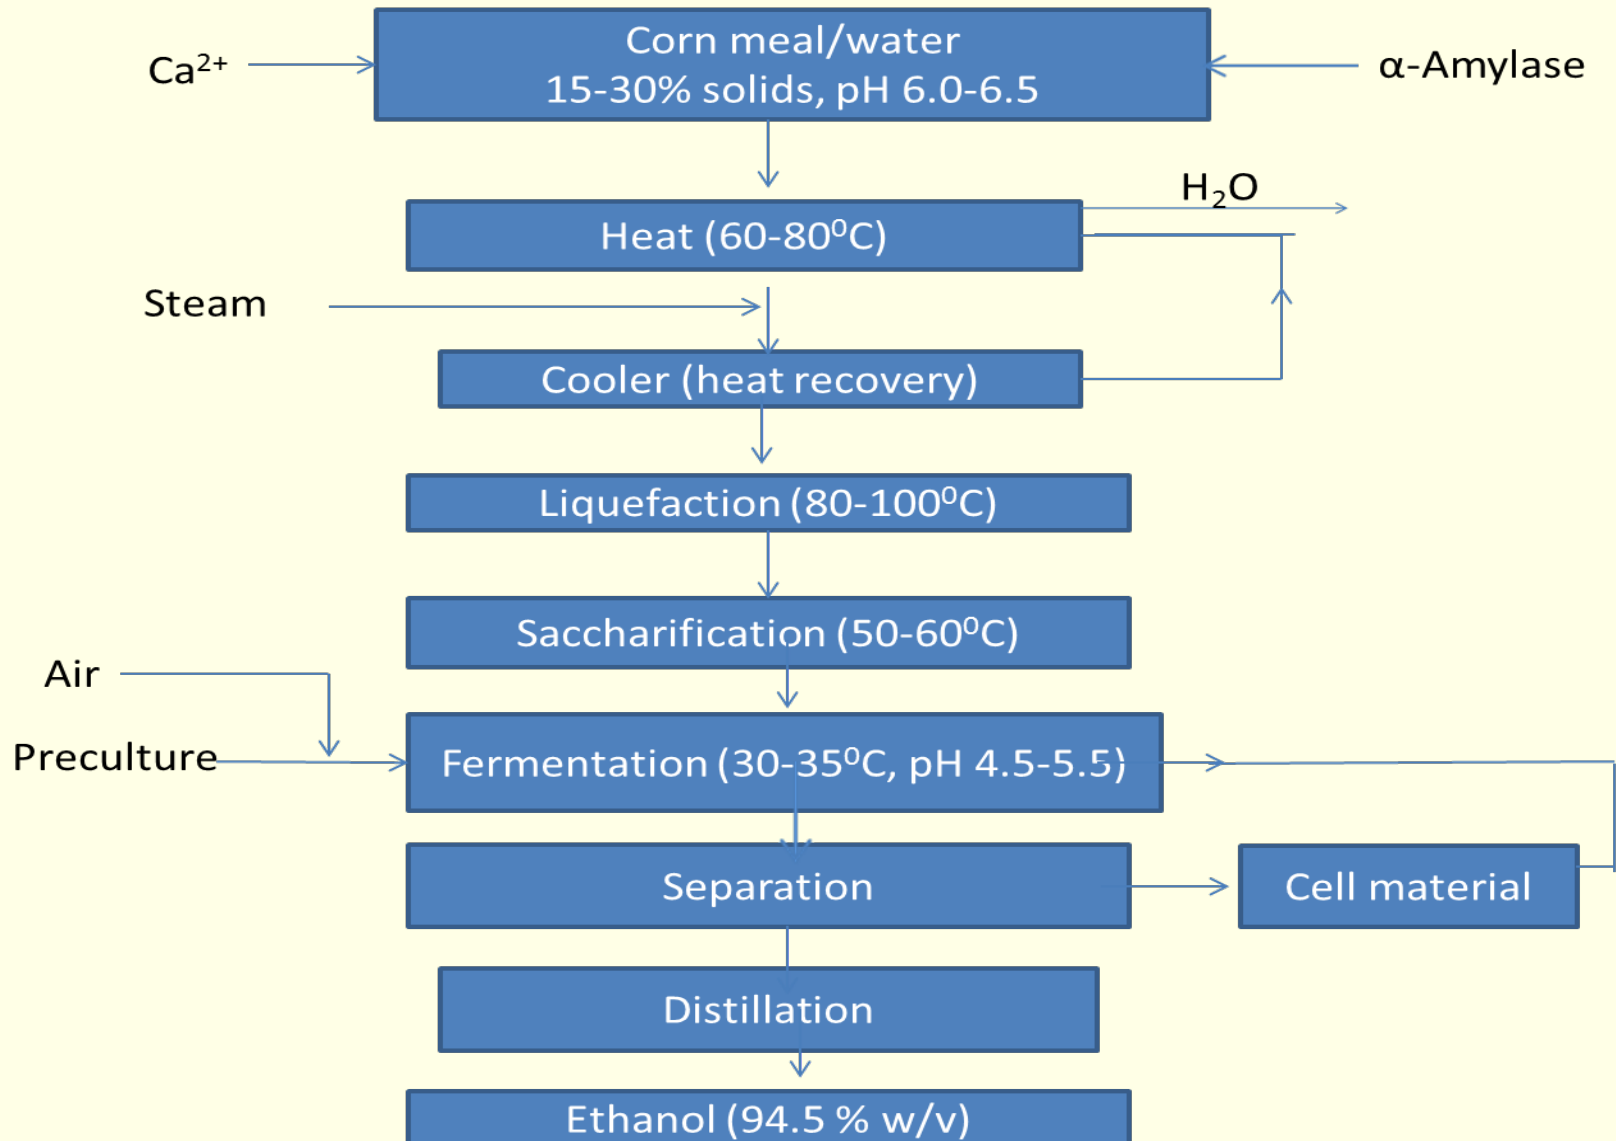 Corn meal/water
15-30% solids, pH 6.0-6.5
Ca²⁺
α-Amylase
H₂O
Heat (60-80⁰C)
Steam
Cooler (heat recovery)
Liquefaction (80-100⁰C)
Saccharification (50-60⁰C)
Air
Preculture
Fermentation (30-35⁰C, pH 4.5-5.5)
Separation
Cell material
Distillation
Ethanol (94.5 % w/v)